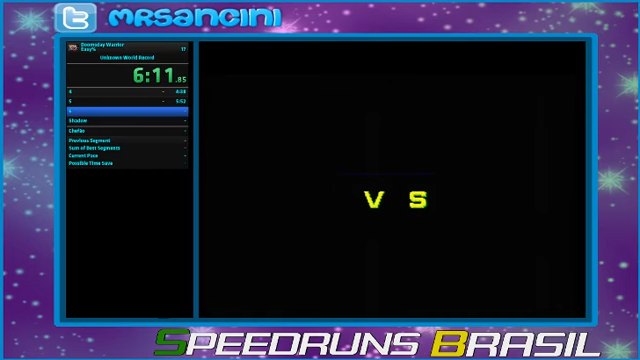 MRSANCINI
Doomsday Warrior
Easy% 17
Unknown World Record
6:11.85
4 - 4:38
5 - 5:52
6 -
Shadow -
Chefão -
Previous Segment -
Sum of Best Segments -
Current Pace -
Possible Time Save -
V S
SPEEDRUNS BRASIL